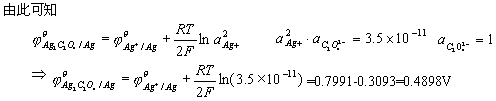 由此可知
φ^θ_{Ag₂C₂O₄/Ag} = φ^θ_{Ag⁺/Ag} + RT/2F ln a²_{Ag+}    a²_{Ag+}·a_{C₂O₄²⁻} = 3.5×10⁻¹¹  a_{C₂O₄²⁻} = 1
⇒ φ^θ_{Ag₂C₂O₄/Ag} = φ^θ_{Ag⁺/Ag} + RT/2F ln(3.5×10⁻¹¹) =0.7991-0.3093=0.4898V